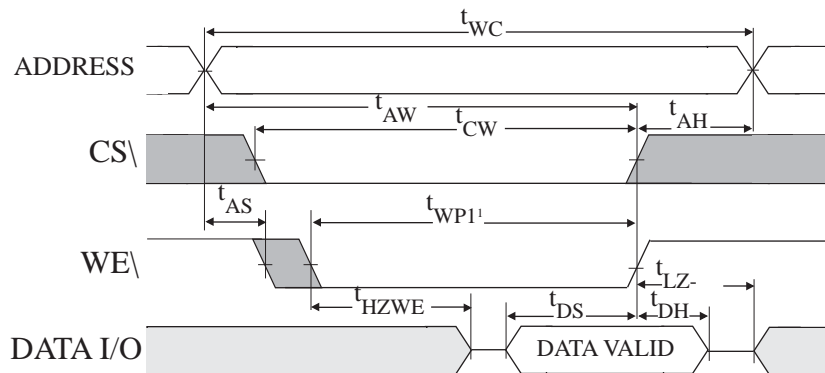 tWC
ADDRESS
tAW
tCW
tAH
CS\
tAS
tWP1¹
WE\
tLZ-
tHZWE
tDS
tDH
DATA I/O
DATA VALID